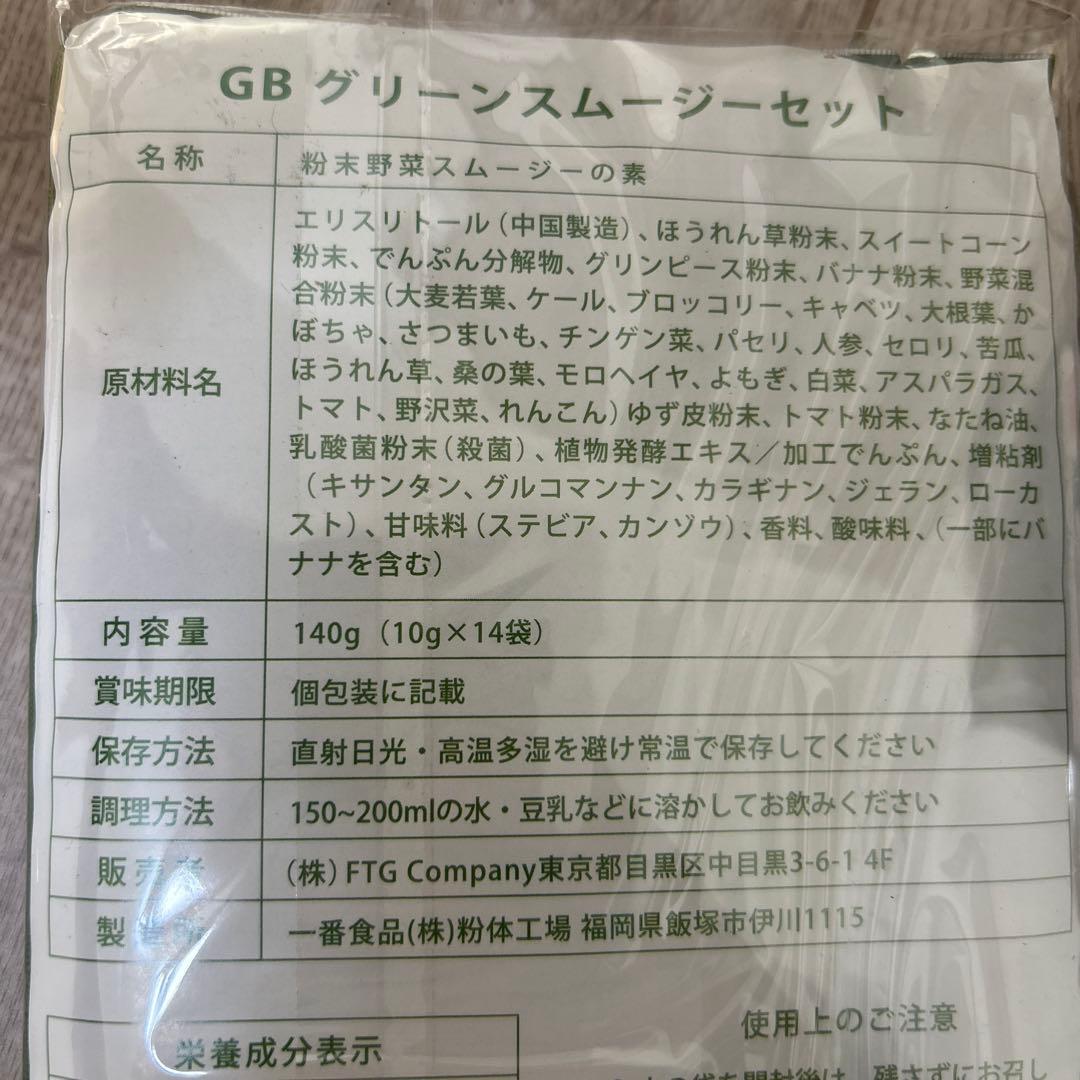 GB グリーンスムージーセット
名称 粉末野菜スムージーの素
原材料名
エリスリトール（中国製造）、ほうれん草粉末、スイートコーン
粉末、でんぷん分解物、グリンピース粉末、バナナ粉末、野菜混
合粉末（大麦若葉、ケール、ブロッコリー、キャベツ、大根葉、か
ぼちゃ、さつまいも、チンゲン菜、パセリ、人参、セロリ、苦瓜、
ほうれん草、桑の葉、モロヘイヤ、よもぎ、白菜、アスパラガス、
トマト、野沢菜、れんこん）ゆず皮粉末、トマト粉末、なたね油、
乳酸菌粉末（殺菌）、植物発酵エキス／加工でんぷん、増粘剤
（キサンタン、グルコマンナン、カラギナン、ジェラン、ローカ
スト）、甘味料（ステビア、カンゾウ）、香料、酸味料、（一部にバ
ナナを含む）
内容量 140g（10g×14袋）
賞味期限 個包装に記載
保存方法 直射日光・高温多湿を避け常温で保存してください
調理方法 150~200mlの水・豆乳などに溶かしてお飲みください
販売者 （株）FTG Company東京都目黒区中目黒3-6-1 4F
製造所 一番食品(株)粉体工場 福岡県飯塚市伊川1115
栄養成分表示
使用上のご注意
を開封後は、残さずにお召し